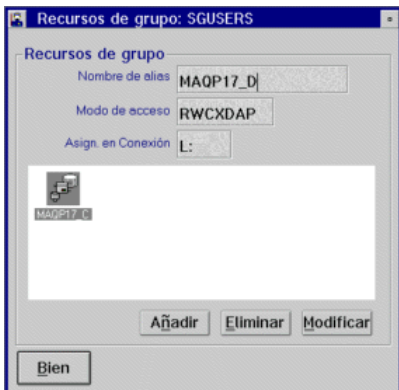 Recursos de grupo: SGUSERS
Recursos de grupo
Nombre de alias MAQP17_D
Modo de acceso RWCXDAP
Asign. en Conexión L:
MAQP17_C
Añadir Eliminar Modificar
Bien